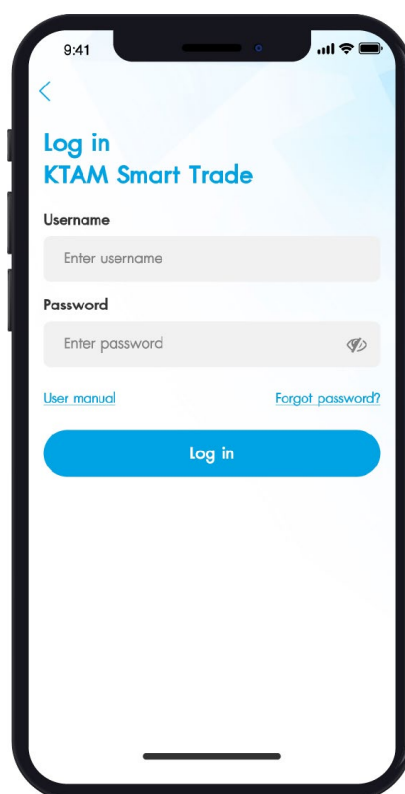 9:41
Log in
KTAM Smart Trade
Username
Enter username
Password
Enter password
User manual Forgot password?
Log in